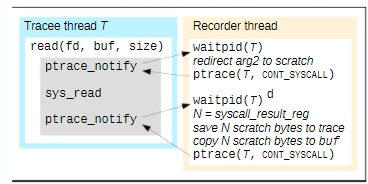 Tracee thread T
read(fd, buf, size)
ptrace_notify
sys_read
ptrace_notify
Recorder thread
waitpid(T)
redirect arg2 to scratch
ptrace(T, CONT_SYSCALL)
waitpid(T) d
N = syscall_result_reg
save N scratch bytes to trace
copy N scratch bytes to buf
ptrace(T, CONT_SYSCALL)